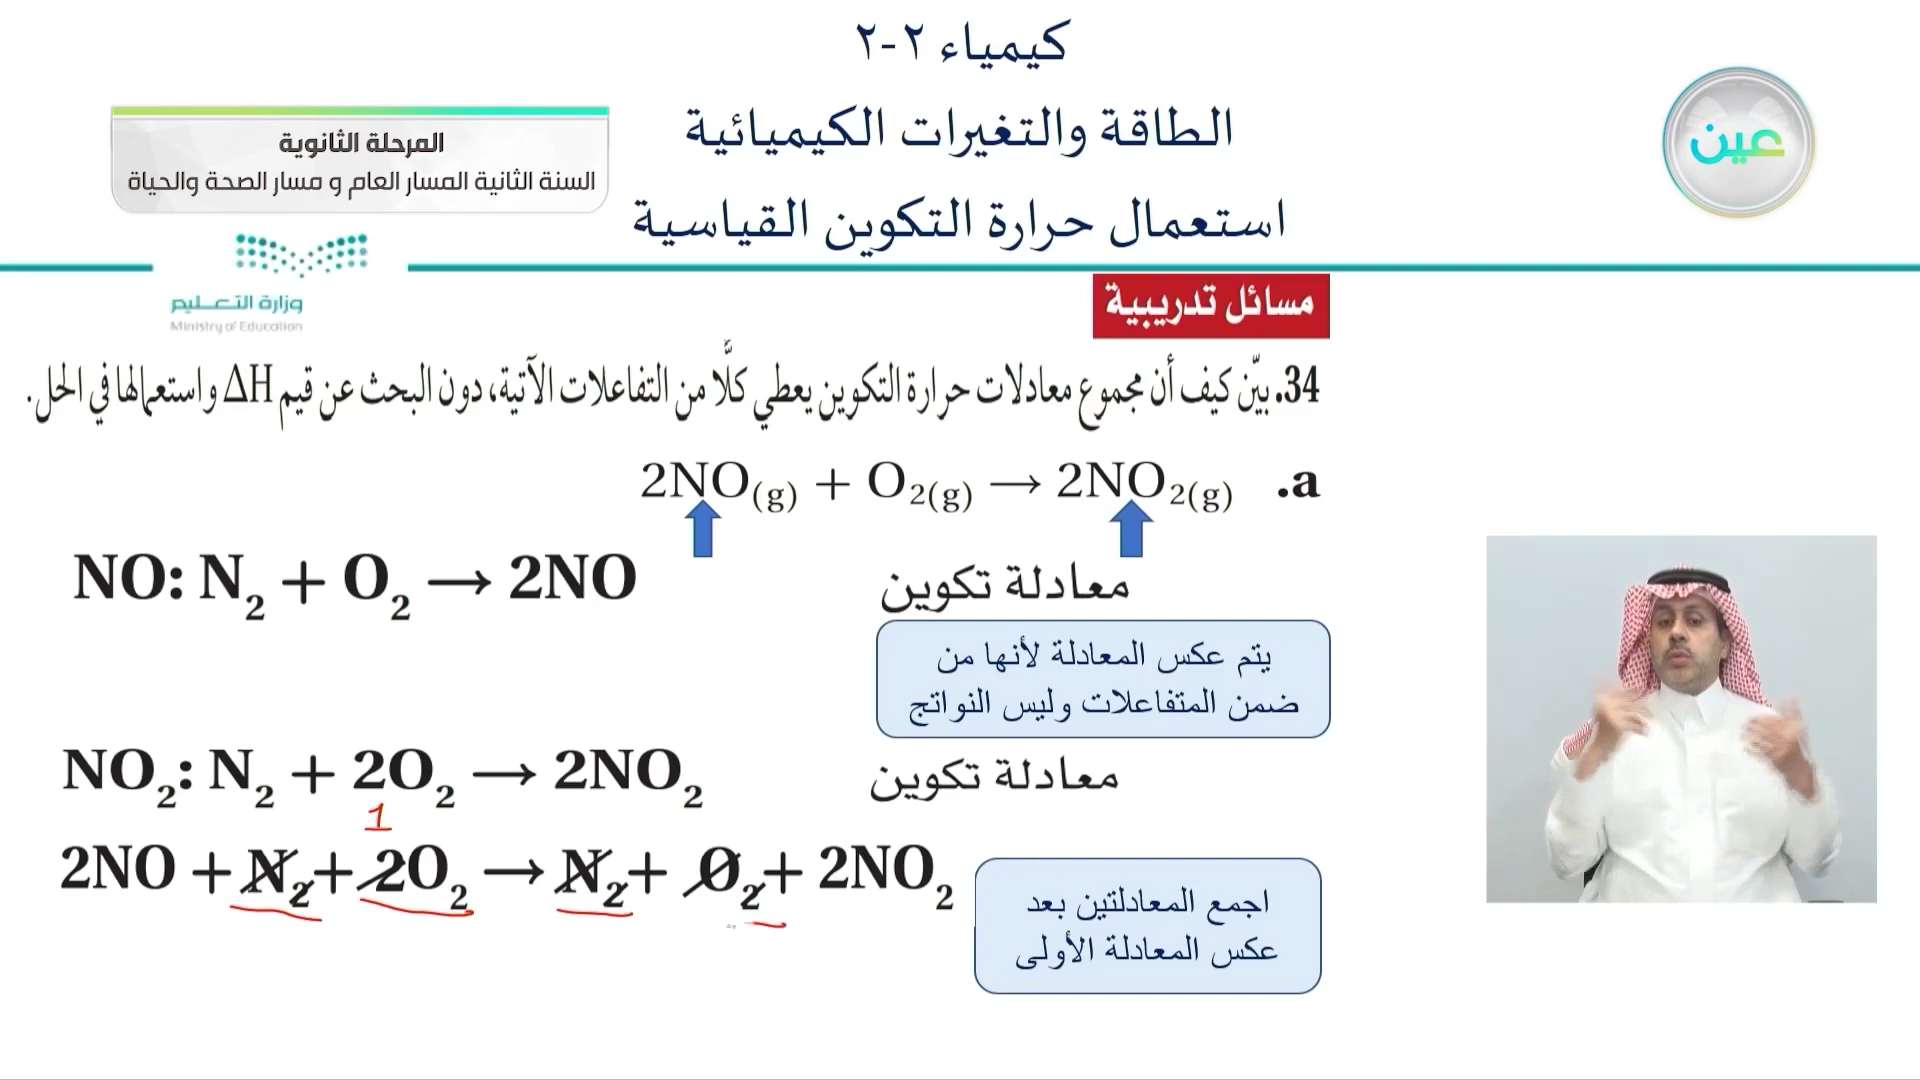 كيمياء ٢-٢
الطاقة والتغيرات الكيميائية
استعمال حرارة التكوين القياسية
عين
المرحلة الثانوية
السنة الثانية المسار العام و مسار الصحة والحياة
وزارة التعليم
Ministry of Education
مسائل تدريبية
34. بيّن كيف أن مجموع معادلات حرارة التكوين يعطي كلًّا من التفاعلات الآتية، دون البحث عن قيم ΔH واستعمالها في الحل.
a. 2NO(g) + O₂(g) → 2NO₂(g)
NO: N₂ + O₂ → 2NO معادلة تكوين
يتم عكس المعادلة لأنها من
ضمن المتفاعلات وليس النواتج
NO₂: N₂ + 2O₂ → 2NO₂ معادلة تكوين
1
2NO + N₂ + 2O₂ → N₂ + O₂ + 2NO₂
اجمع المعادلتين بعد
عكس المعادلة الأولى